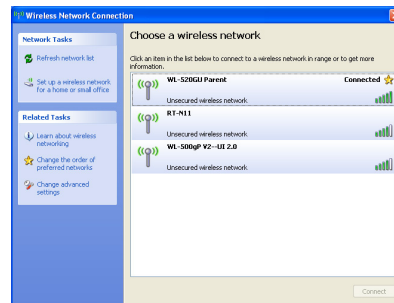 Wireless Network Connection
Network Tasks
Refresh network list
Set up a wireless network
for a home or small office
Related Tasks
Learn about wireless
networking
Change the order of
preferred networks
Change advanced
settings
Choose a wireless network
Click an item in the list below to connect to a wireless network in range or to get more
information.
WL-520GU Parent Connected
Unsecured wireless network
RT-N11
Unsecured wireless network
WL-500gP V2--UI 2.0
Unsecured wireless network
Connect